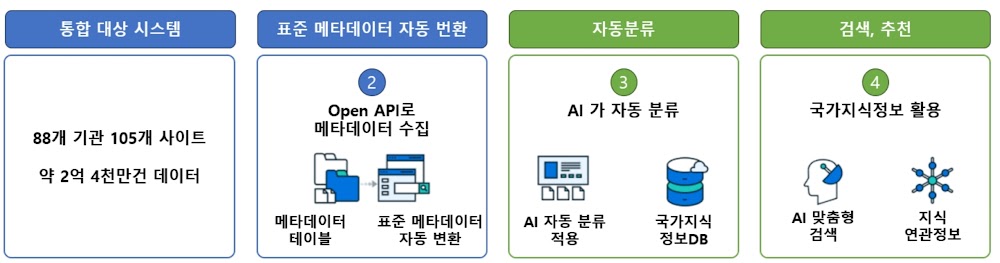 통합 대상 시스템
88개 기관 105개 사이트
약 2억 4천만건 데이터
표준 메타데이터 자동 변환
2
Open API로
메타데이터 수집
메타데이터
테이블
표준 메타데이터
자동 변환
자동분류
3
AI 가 자동 분류
AI 자동 분류
적용
국가지식
정보DB
검색, 추천
4
국가지식정보 활용
AI 맞춤형
검색
지식
연관정보